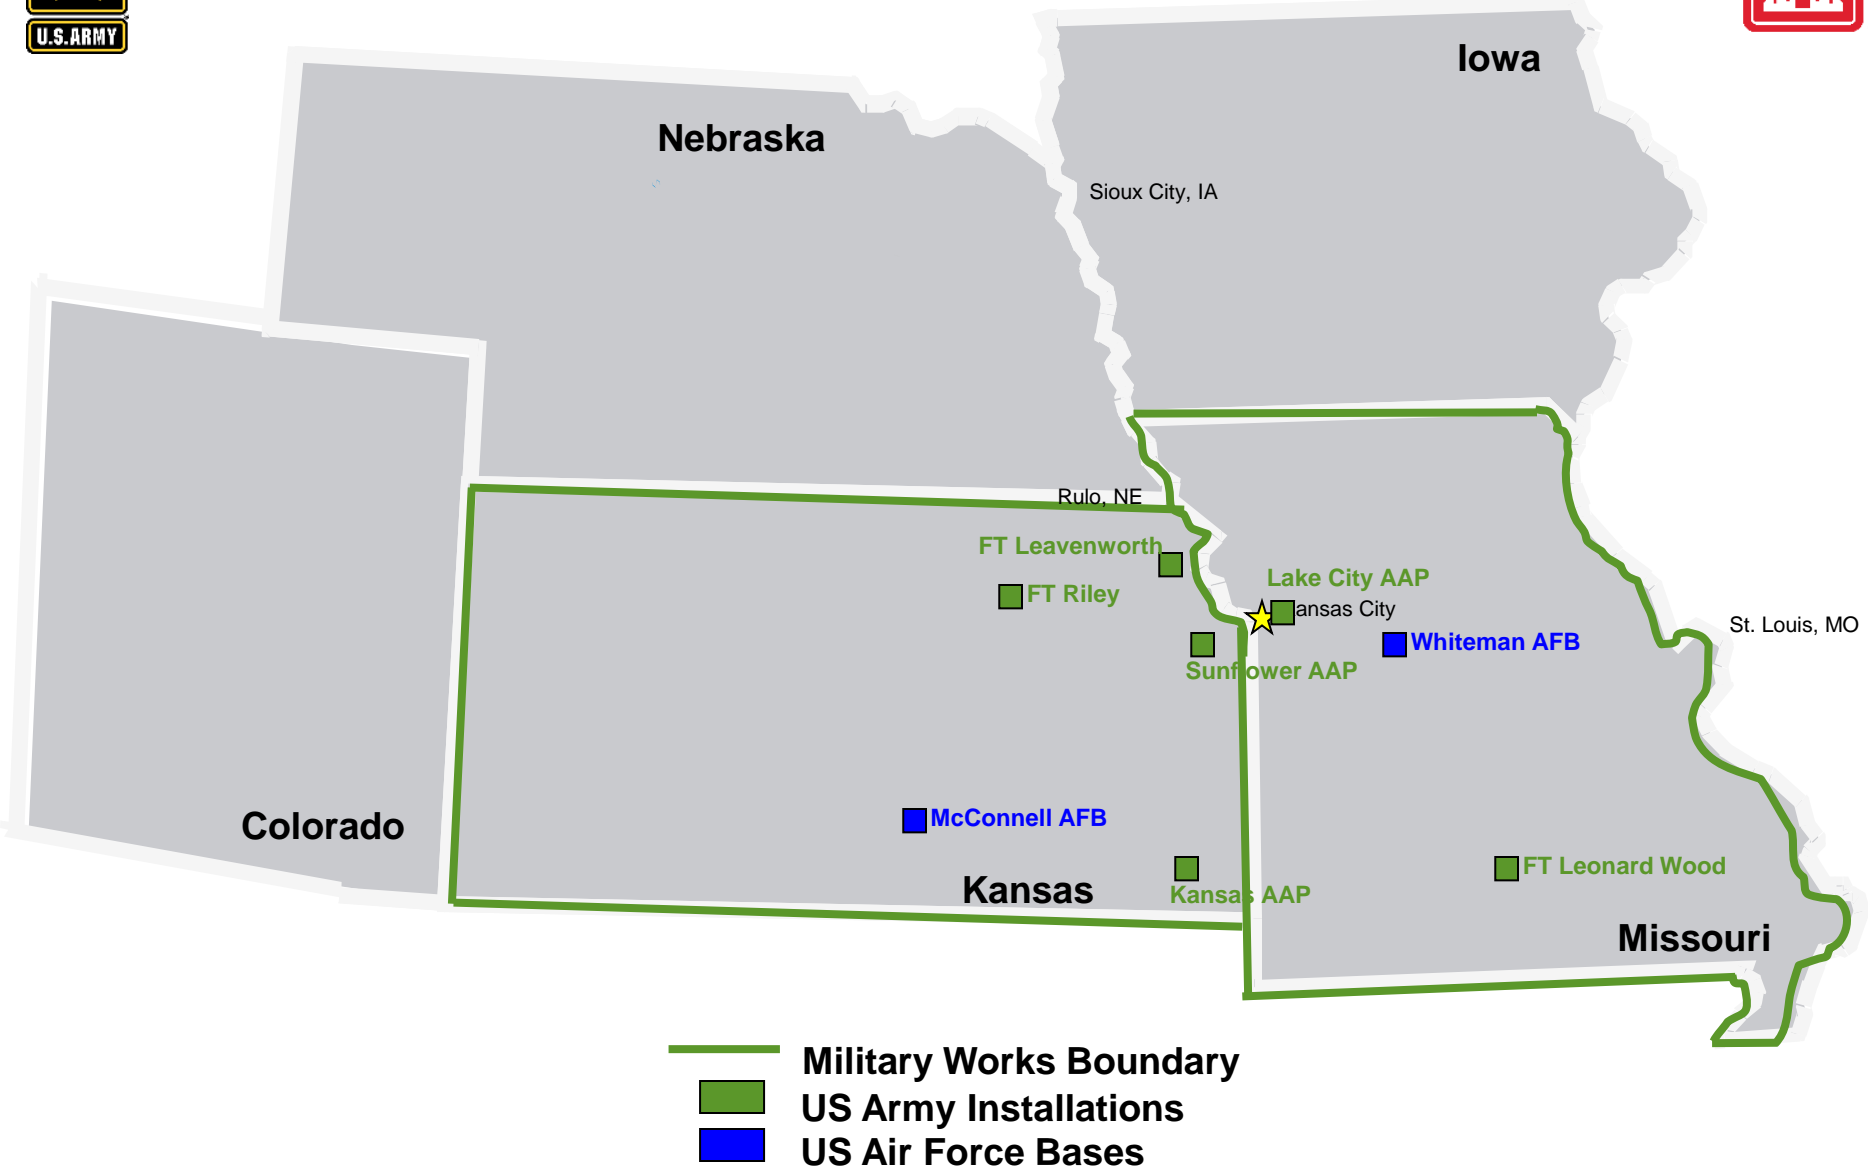 U.S.ARMY
Iowa
Nebraska
Sioux City, IA
Rulo, NE
FT Leavenworth
Lake City AAP
FT Riley
ansas City
St. Louis, MO
Whiteman AFB
Sunflower AAP
McConnell AFB
Colorado
FT Leonard Wood
Kansas
Kansas AAP
Missouri
Military Works Boundary
US Army Installations
US Air Force Bases